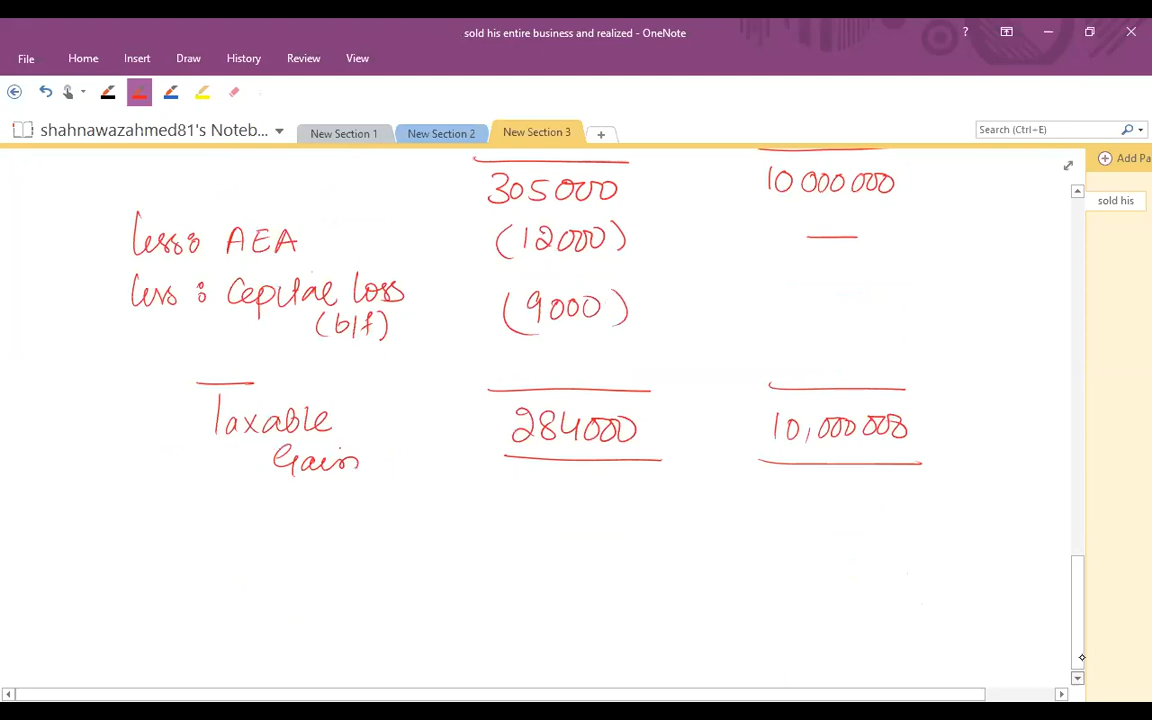 sold his entire business and realized - OneNote
?
File Home Insert Draw History Review View
shahnawazahmed81's Noteb... New Section 1 New Section 2 New Section 3 + Search (Ctrl+E)
Add Pa
sold his
305000 10 000 000
less: AEA (12000) —
less: Capital loss (9000)
(b/f)
Taxable 284000 10,000 000
Gain